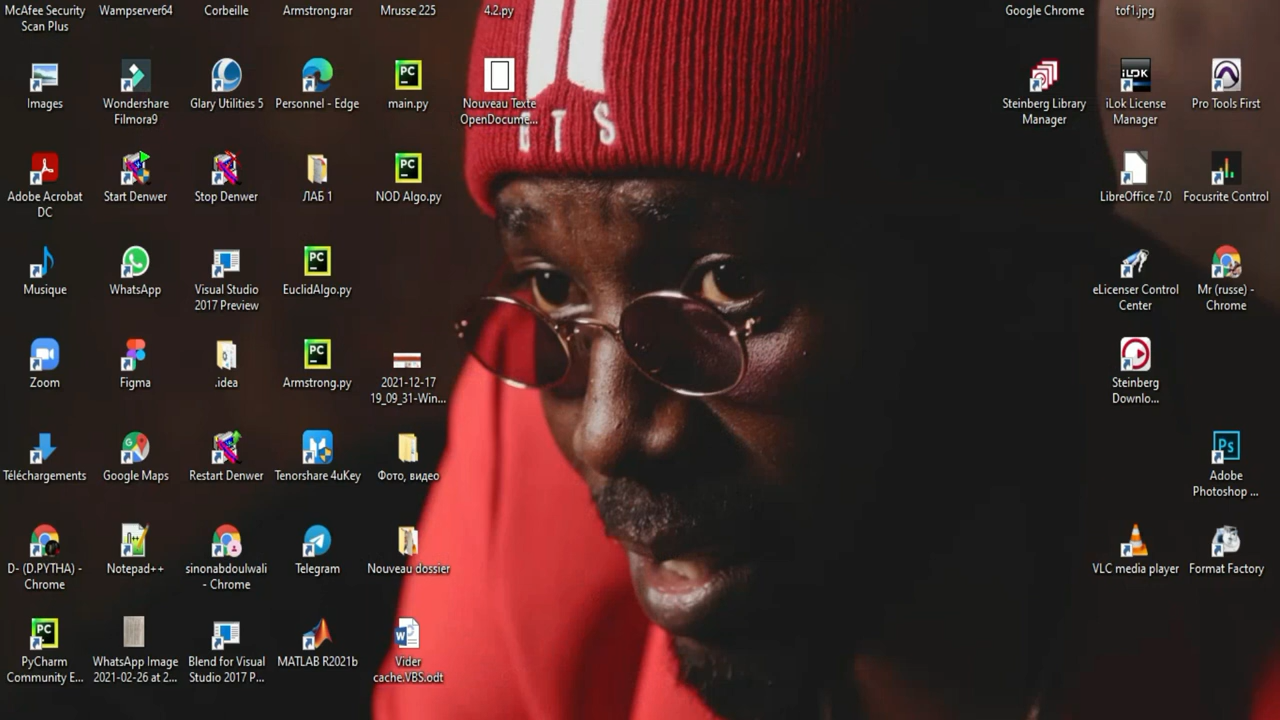 McAfee Security
Scan Plus
Wampserver64
Corbeille
Armstrong.rar
Mrusse 225
4.2.py
Google Chrome
tof1.jpg
Images
Wondershare
Filmora9
Glary Utilities 5
Personnel - Edge
main.py
Nouveau Texte
OpenDocume...
Steinberg Library
Manager
iLok License
Manager
Pro Tools First
Adobe Acrobat
DC
Start Denwer
Stop Denwer
ЛАБ 1
NOD Algo.py
LibreOffice 7.0
Focusrite Control
Musique
WhatsApp
Visual Studio
2017 Preview
EuclidAlgo.py
eLicenser Control
Center
Mr (russe) -
Chrome
Zoom
Figma
.idea
Armstrong.py
2021-12-17
19_09_31-Win...
Steinberg
Downlo...
Téléchargements
Google Maps
Restart Denwer
Tenorshare 4uKey
Фото, видео
Adobe
Photoshop ...
D- (D.PYTHA) -
Chrome
Notepad++
sinonabdoulwali
- Chrome
Telegram
Nouveau dossier
VLC media player
Format Factory
PyCharm
Community E...
WhatsApp Image
2021-02-26 at 2...
Blend for Visual
Studio 2017 P...
MATLAB R2021b
Vider
cache.VBS.odt